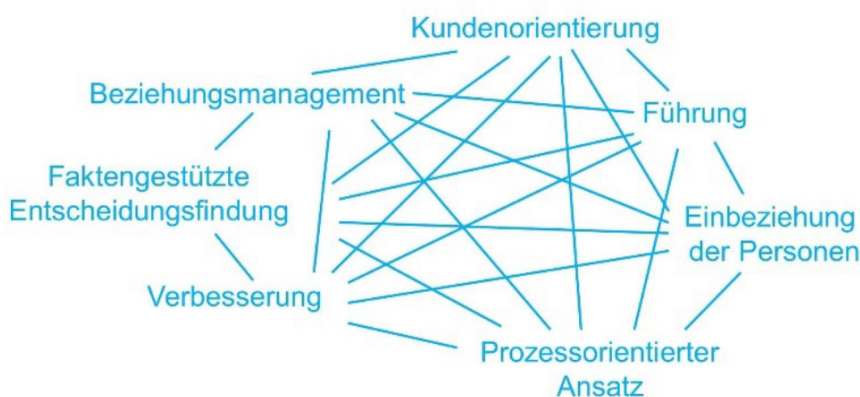 Kundenorientierung
Beziehungsmanagement
Führung
Faktengestützte
Entscheidungsfindung
Einbeziehung
der Personen
Verbesserung
Prozessorientierter
Ansatz